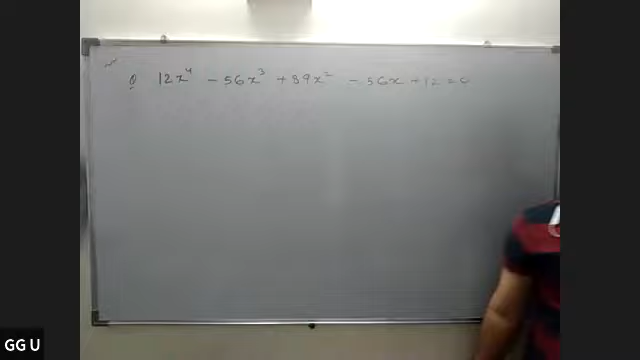 Q 12x⁴ - 56x³ + 89x² - 56x + 12 = 0
GG U